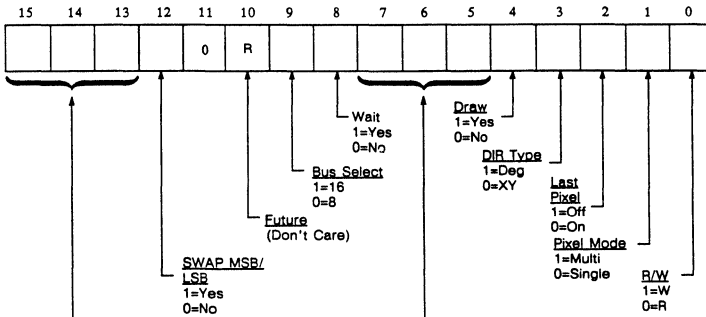 15 14 13 12 11 10 9 8 7 6 5 4 3 2 1 0
0 R
Wait
1=Yes
0=No
Bus Select
1=16
0=8
Future
(Don't Care)
SWAP MSB/
LSB
1=Yes
0=No
Draw
1=Yes
0=No
DIR Type
1=Deg
0=XY
Last
Pixel
1=Off
0=On
Pixel Mode
1=Multi
0=Single
R/W
1=W
0=R